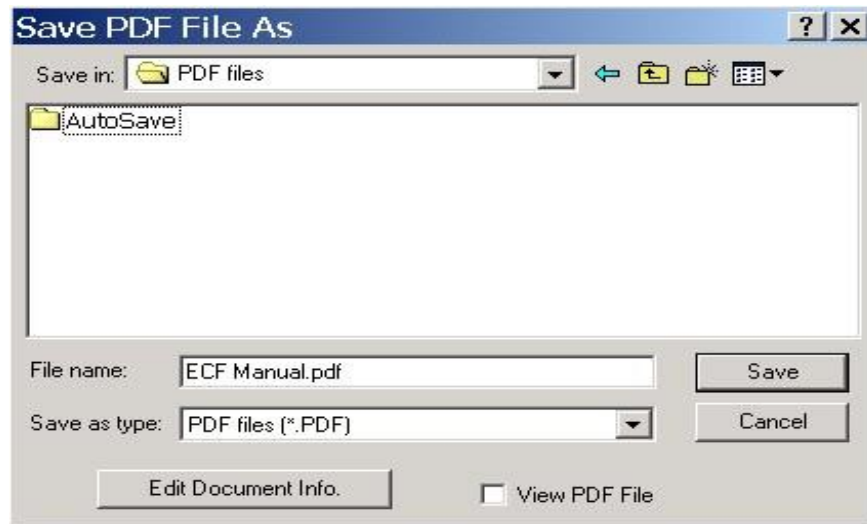 Save PDF File As
Save in: PDF files
AutoSave
File name: ECF Manual.pdf Save
Save as type: PDF files (*.PDF) Cancel
Edit Document Info. View PDF File